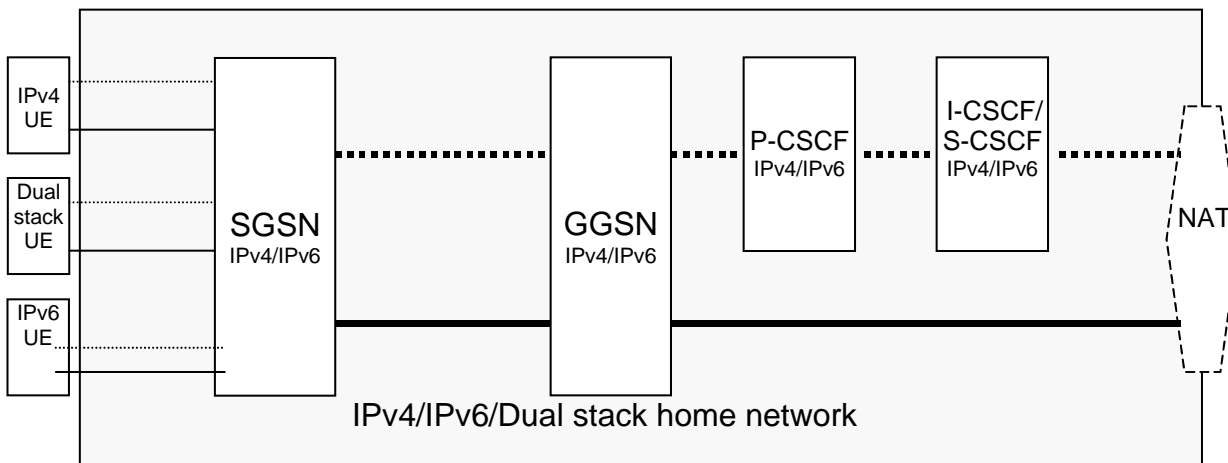 IPv4
UE
Dual
stack
UE
IPv6
UE
SGSN
IPv4/IPv6
GGSN
IPv4/IPv6
P-CSCF
IPv4/IPv6
I-CSCF/
S-CSCF
IPv4/IPv6
NAT
IPv4/IPv6/Dual stack home network